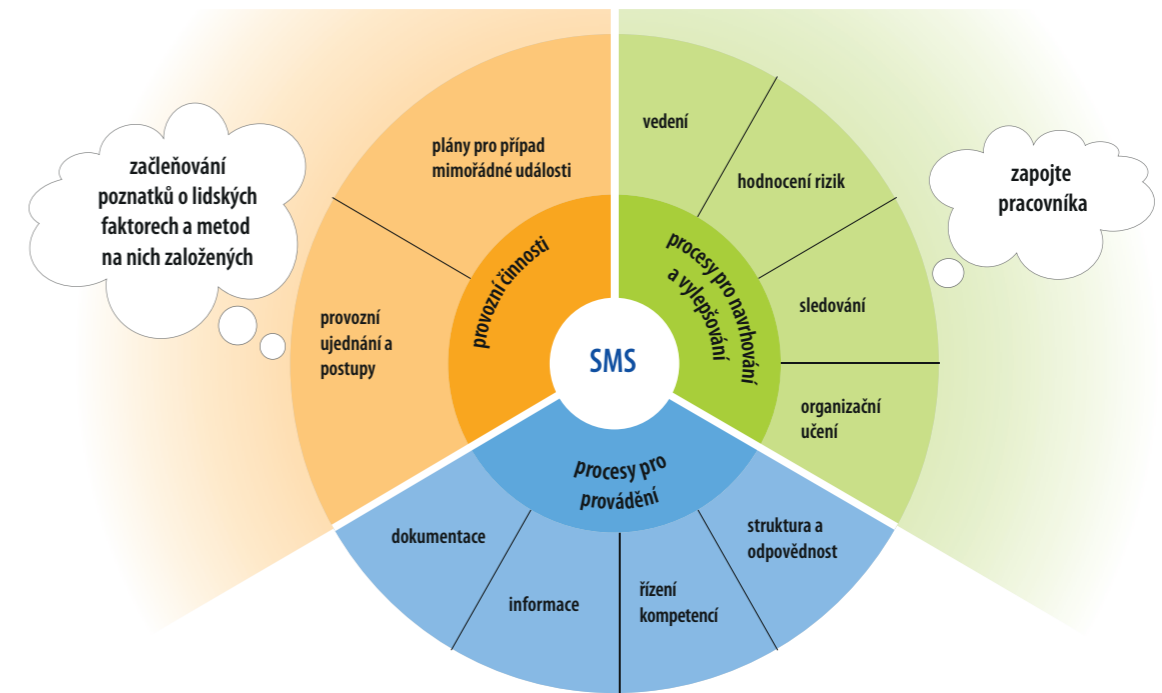 začleňování
poznatků o lidských
faktorech a metod
na nich založených
plány pro případ
mimořádné události
provozní
ujednání a
postupy
provozní činnosti
vedení
hodnocení rizik
sledování
organizační
učení
procesy pro navrhování
a vylepšování
zapojte
pracovníka
SMS
procesy pro
provádění
dokumentace
informace
řízení
kompetencí
struktura a
odpovědnost